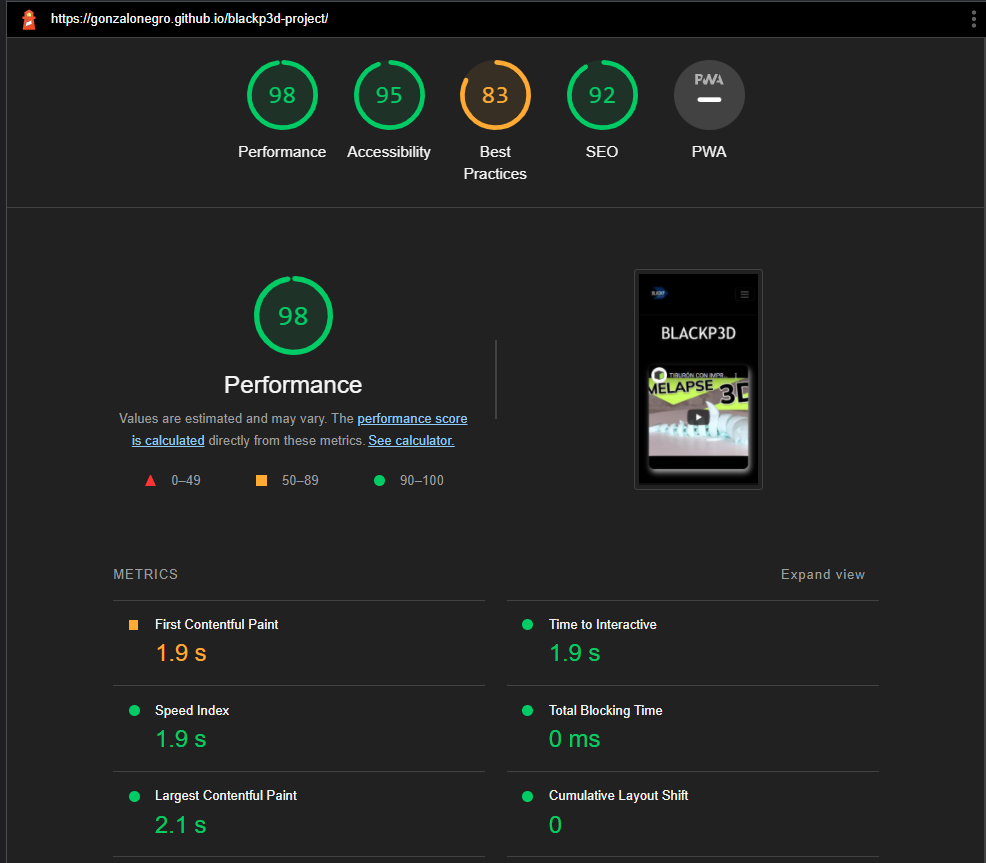 https://gonzalonegro.github.io/blackp3d-project/
98
95
83
92
PWA
Performance
Accessibility
Best
Practices
SEO
PWA
98
Performance
Values are estimated and may vary. The performance score
is calculated directly from these metrics. See calculator.
0–49
50–89
90–100
BLACKP3D
TIBURÓN CON IMPR...
MELAPSE 3D
METRICS
Expand view
First Contentful Paint
1.9 s
Time to Interactive
1.9 s
Speed Index
1.9 s
Total Blocking Time
0 ms
Largest Contentful Paint
2.1 s
Cumulative Layout Shift
0